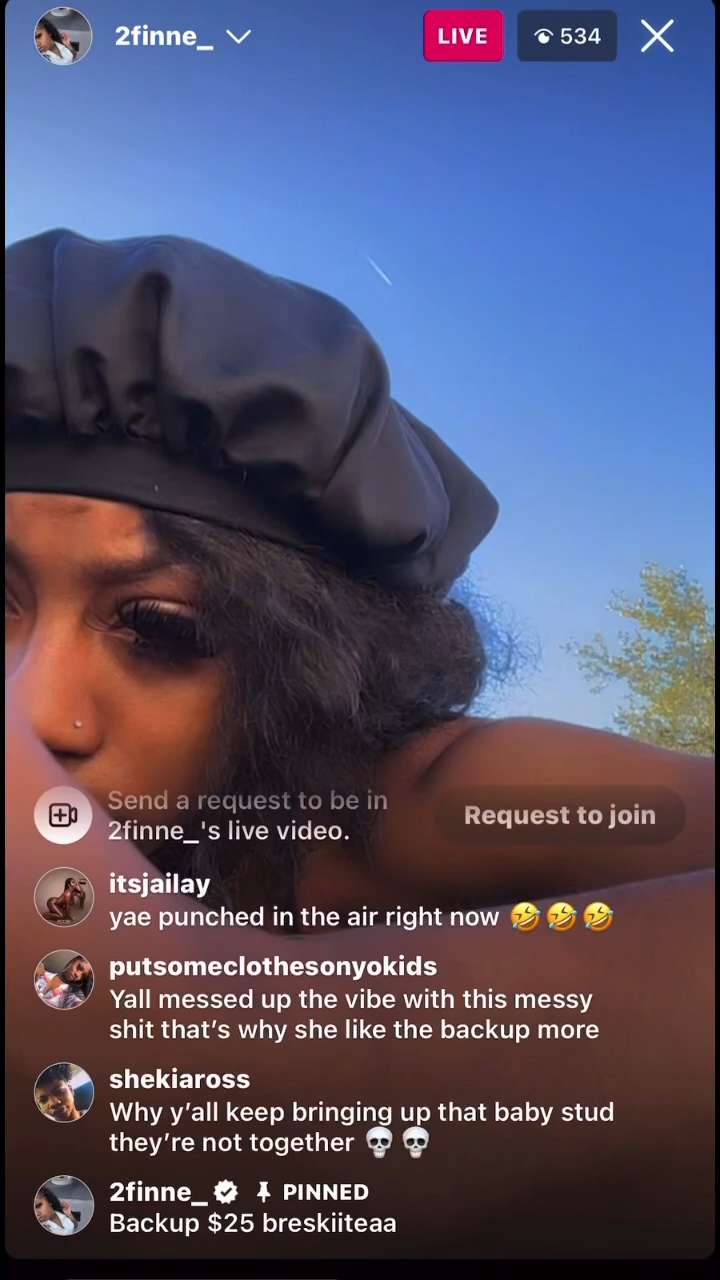 2finne_
LIVE
534
Send a request to be in
2finne_'s live video.
Request to join
itsjailay
yae punched in the air right now 🤣🤣🤣
putsomeclothesonyokids
Yall messed up the vibe with this messy
shit that’s why she like the backup more
shekiaross
Why y’all keep bringing up that baby stud
they’re not together 💀💀
2finne_ PINNED
Backup $25 breskiiteaa